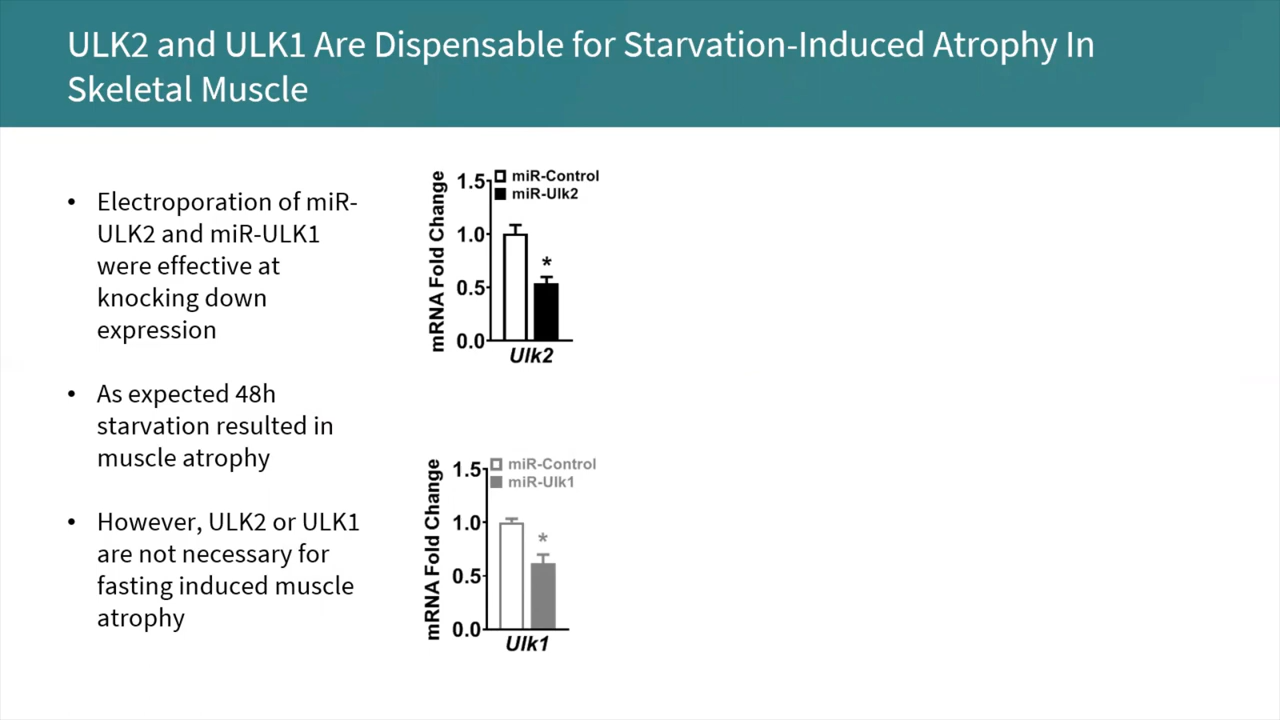 ULK2 and ULK1 Are Dispensable for Starvation-Induced Atrophy In
Skeletal Muscle
• Electroporation of miR-
ULK2 and miR-ULK1
were effective at
knocking down
expression
• As expected 48h
starvation resulted in
muscle atrophy
• However, ULK2 or ULK1
are not necessary for
fasting induced muscle
atrophy
mRNA Fold Change
1.5
1.0
0.5
0.0
miR-Control
miR-Ulk2
*
Ulk2
mRNA Fold Change
1.5
1.0
0.5
0.0
miR-Control
miR-Ulk1
*
Ulk1